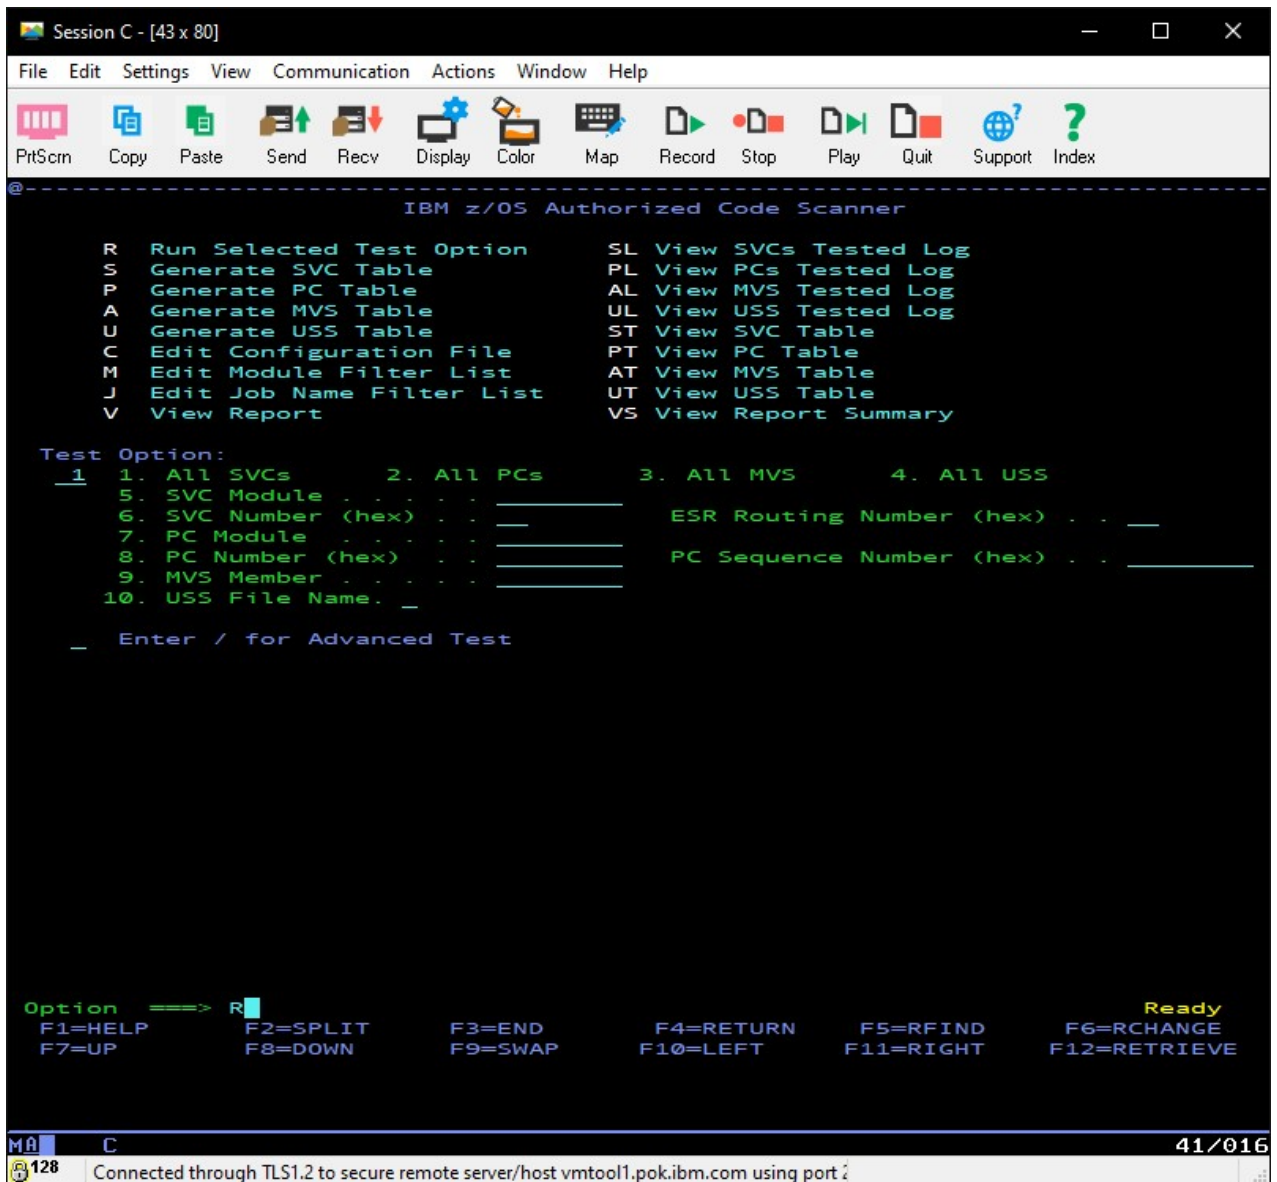 Session C - [43 x 80]
File Edit Settings View Communication Actions Window Help
PrtScrn Copy Paste Send Recv Display Color Map Record Stop Play Quit Support Index
@--------------------------------------------------------------------------------
IBM z/OS Authorized Code Scanner
R Run Selected Test Option SL View SVCs Tested Log
S Generate SVC Table PL View PCs Tested Log
P Generate PC Table AL View MVS Tested Log
A Generate MVS Table UL View USS Tested Log
U Generate USS Table ST View SVC Table
C Edit Configuration File PT View PC Table
M Edit Module Filter List AT View MVS Table
J Edit Job Name Filter List UT View USS Table
V View Report VS View Report Summary
Test Option:
1 1. All SVCs 2. All PCs 3. All MVS 4. All USS
5. SVC Module . . . . . ________
6. SVC Number (hex) . . __ ESR Routing Number (hex) . . __
7. PC Module . . . . . ________
8. PC Number (hex) . . ________ PC Sequence Number (hex) . . ________
9. MVS Member . . . . . ________
10. USS File Name. _
_ Enter / for Advanced Test
Option ===> R Ready
F1=HELP F2=SPLIT F3=END F4=RETURN F5=RFIND F6=RCHANGE
F7=UP F8=DOWN F9=SWAP F10=LEFT F11=RIGHT F12=RETRIEVE
MA C 41/016
128 Connected through TLS1.2 to secure remote server/host vmtool1.pok.ibm.com using port